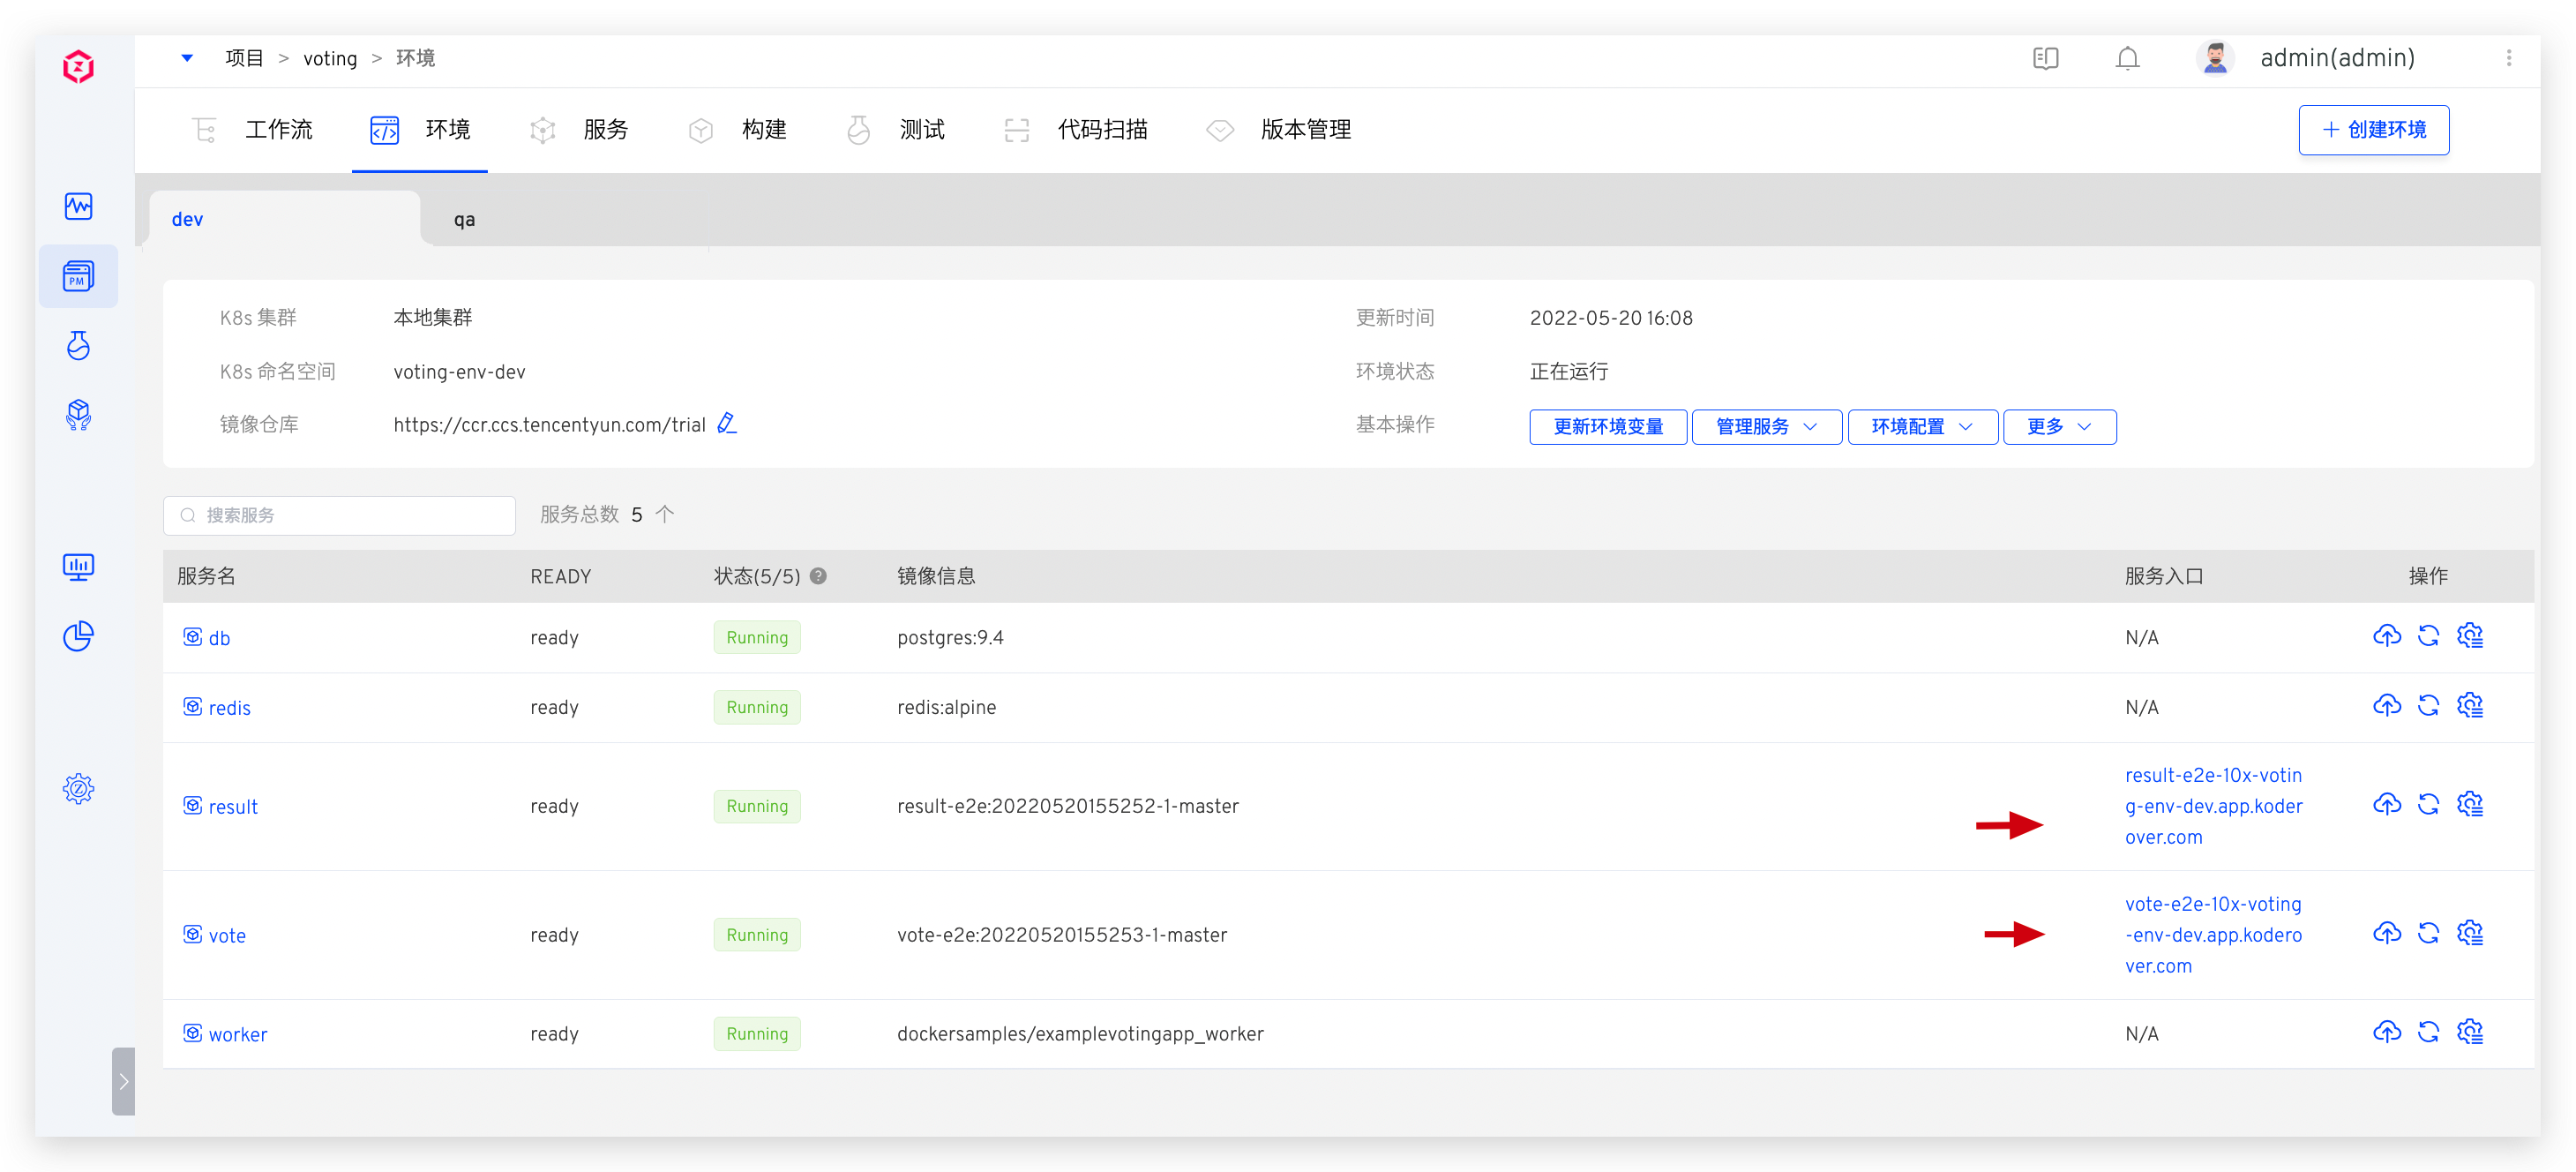 项目 > voting > 环境
admin(admin)
工作流 环境 服务 构建 测试 代码扫描 版本管理
+ 创建环境
dev qa
PM
K8s 集群 本地集群 更新时间 2022-05-20 16:08
K8s 命名空间 voting-env-dev 环境状态 正在运行
镜像仓库 https://ccr.ccs.tencentyun.com/trial 基本操作 更新环境变量 管理服务 环境配置 更多
搜索服务 服务总数 5 个
服务名 READY 状态(5/5) ? 镜像信息 服务入口 操作
db ready Running postgres:9.4 N/A
redis ready Running redis:alpine N/A
result ready Running result-e2e:20220520155252-1-master
result-e2e-10x-votin
g-env-dev.app.koder
over.com
vote ready Running vote-e2e:20220520155253-1-master
vote-e2e-10x-voting
-env-dev.app.kodero
ver.com
worker ready Running dockersamples/examplevotingapp_worker N/A